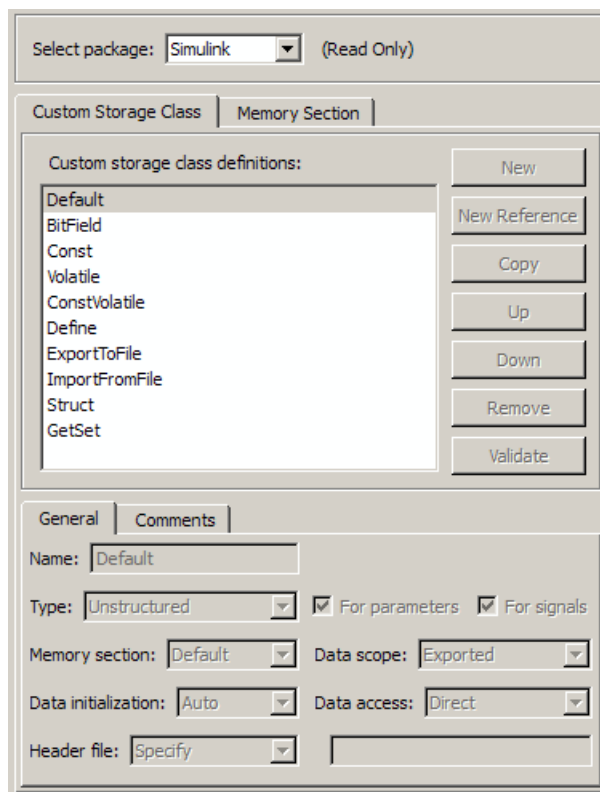 Select package: Simulink (Read Only)
Custom Storage Class Memory Section
Custom storage class definitions:
New
Default
BitField
New Reference
Const
Copy
Volatile
ConstVolatile
Up
Define
ExportToFile
Down
ImportFromFile
Struct
Remove
GetSet
Validate
General Comments
Name: Default
Type: Unstructured For parameters For signals
Memory section: Default Data scope: Exported
Data initialization: Auto Data access: Direct
Header file: Specify